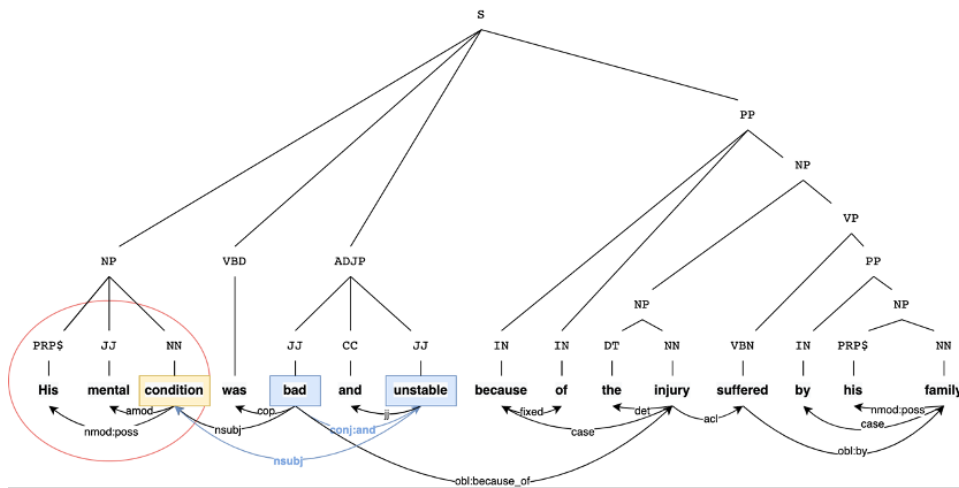 S
PP
NP
VP
NP VBD ADJP PP
NP NP
PRP$ JJ NN JJ CC JJ IN IN DT NN VBN IN PRP$ NN
His mental condition was bad and unstable because of the injury suffered by his family
amod cop jj fixed det nmod:poss
nmod:poss nsubj conj:and case acl case
nsubj obl:by
obl:because_of